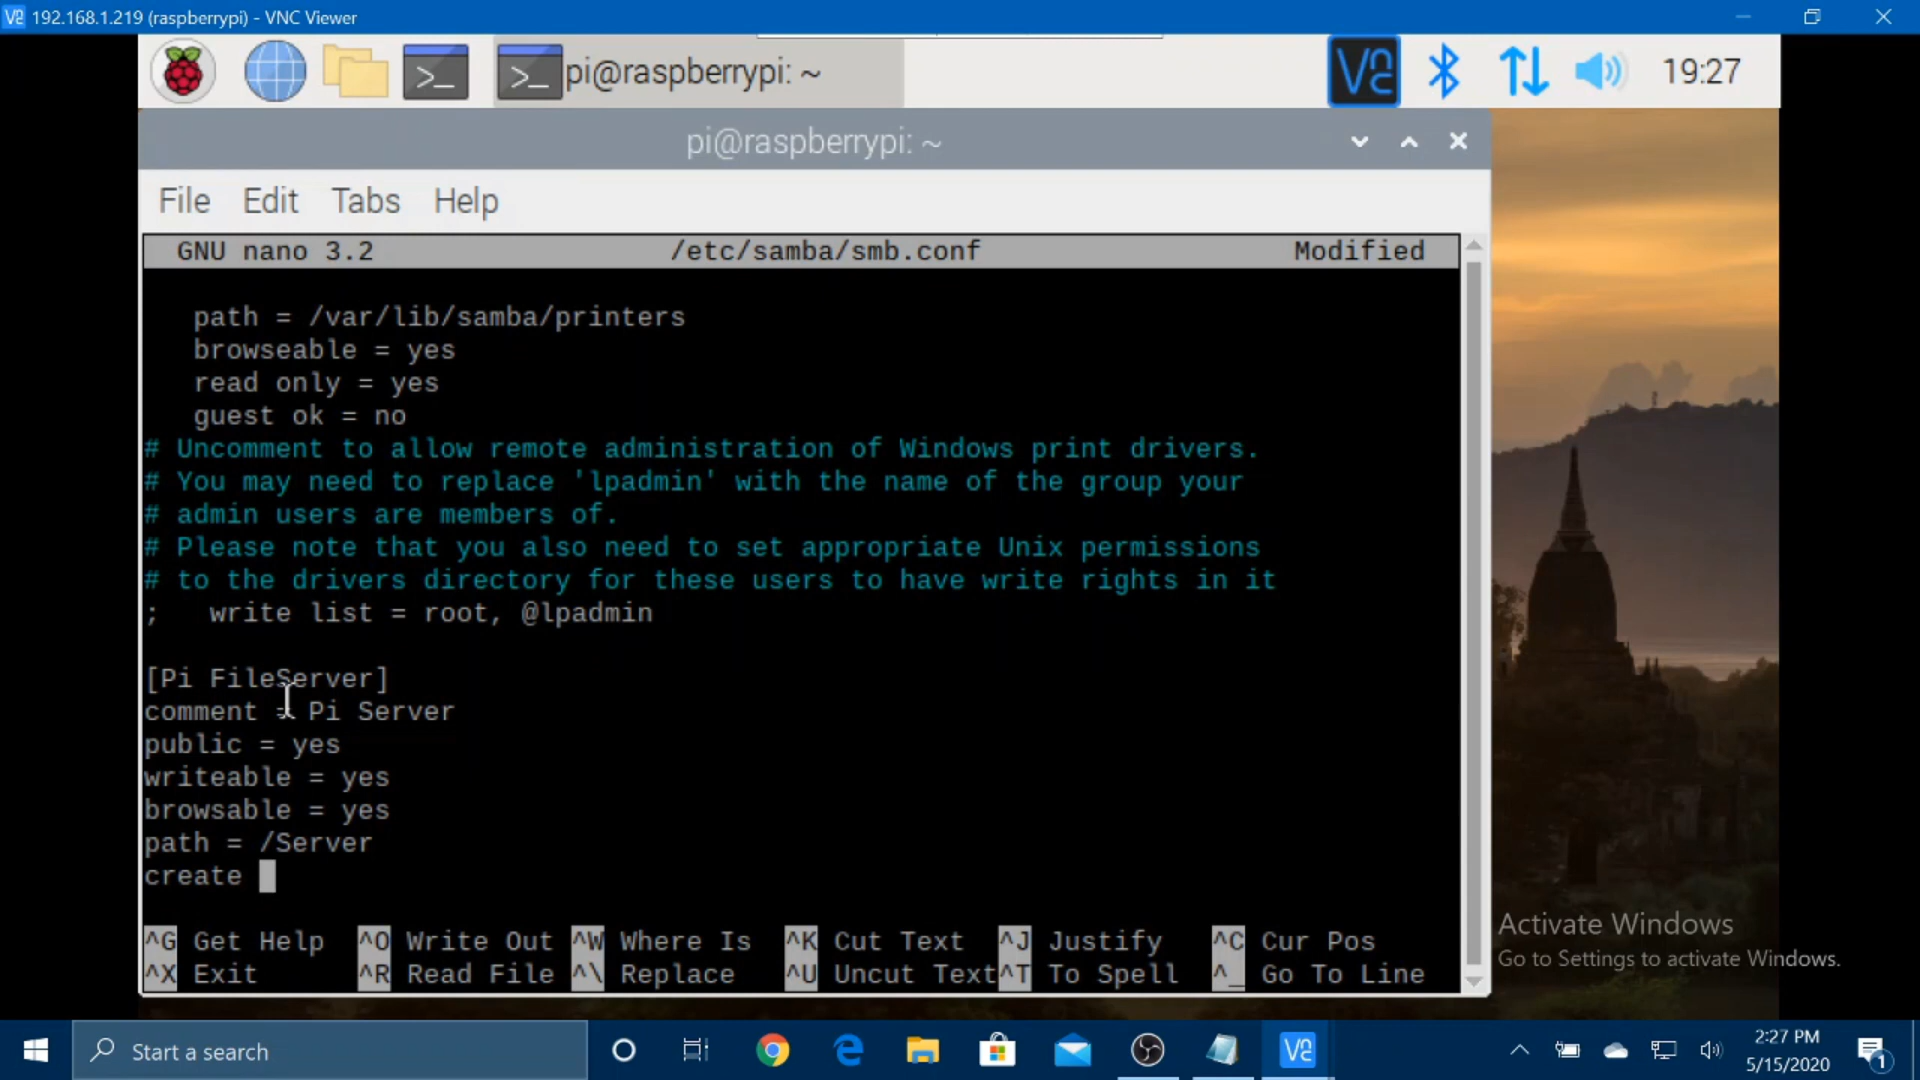 192.168.1.219 (raspberrypi) - VNC Viewer
pi@raspberrypi: ~
19:27
pi@raspberrypi: ~
File Edit Tabs Help
GNU nano 3.2 /etc/samba/smb.conf Modified
path = /var/lib/samba/printers
browseable = yes
read only = yes
guest ok = no
# Uncomment to allow remote administration of Windows print drivers.
# You may need to replace 'lpadmin' with the name of the group your
# admin users are members of.
# Please note that you also need to set appropriate Unix permissions
# to the drivers directory for these users to have write rights in it
; write list = root, @lpadmin
[Pi FileServer]
comment = Pi Server
public = yes
writeable = yes
browsable = yes
path = /Server
create
^G Get Help ^O Write Out ^W Where Is ^K Cut Text ^J Justify ^C Cur Pos
^X Exit ^R Read File ^\ Replace ^U Uncut Text^T To Spell ^_ Go To Line
Activate Windows
Go to Settings to activate Windows.
Start a search
2:27 PM
5/15/2020
1